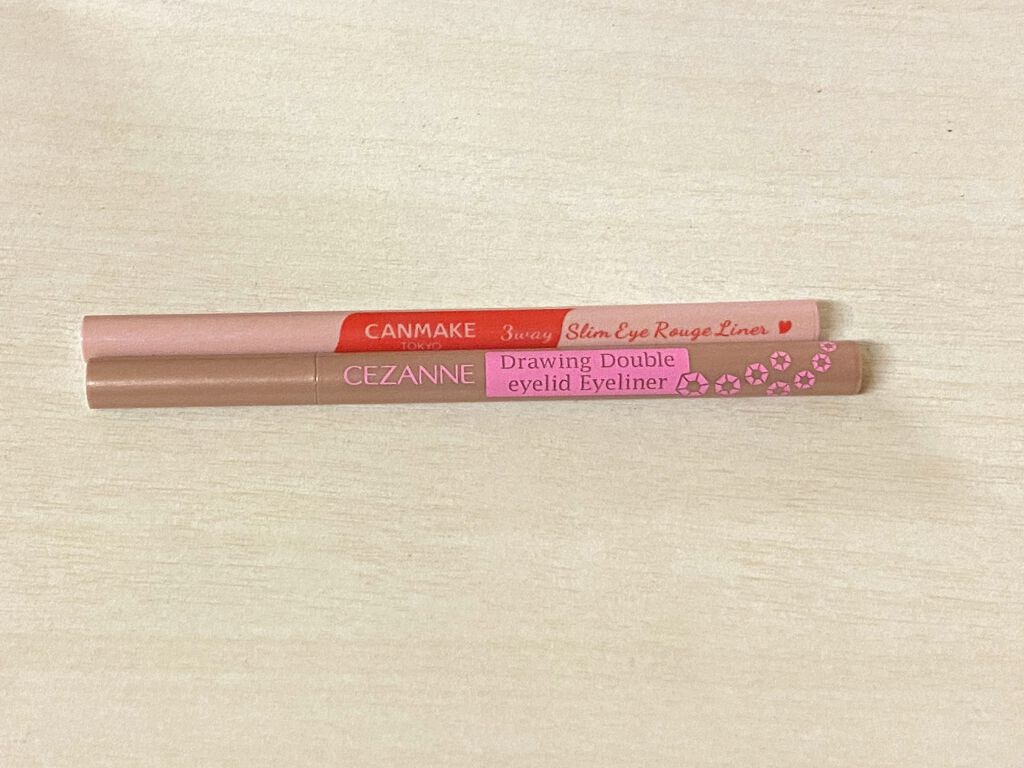 CANMAKE
TOKYO
3way Slim Eye Rouge Liner
CEZANNE
Drawing Double
eyelid Eyeliner